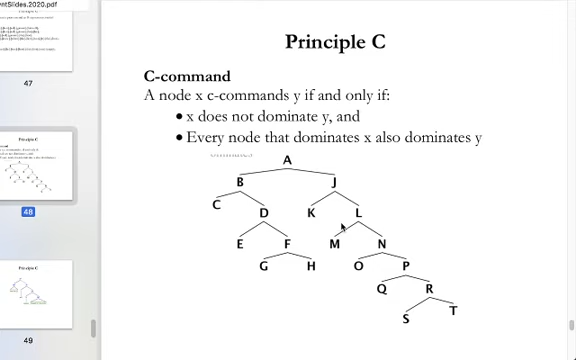 ntSlides.2020.pdf
47
48
49
Principle C
C-command
A node x c-commands y if and only if:
• x does not dominate y, and
• Every node that dominates x also dominates y
A
B J
C D K L
E F M N
G H O P
Q R
S T